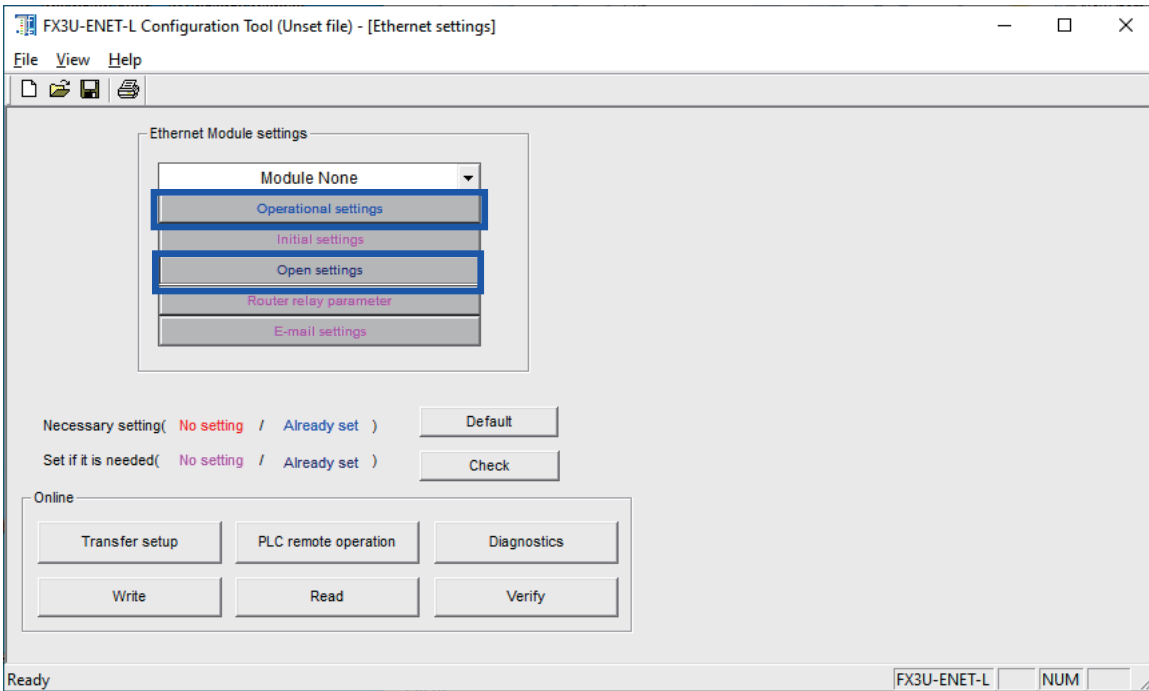 FX3U-ENET-L Configuration Tool (Unset file) - [Ethernet settings]
File View Help
Ethernet Module settings
Module None
Operational settings
Initial settings
Open settings
Router relay parameter
E-mail settings
Necessary setting( No setting / Already set )
Default
Set if it is needed( No setting / Already set )
Check
Online
Transfer setup PLC remote operation Diagnostics
Write Read Verify
Ready FX3U-ENET-L NUM